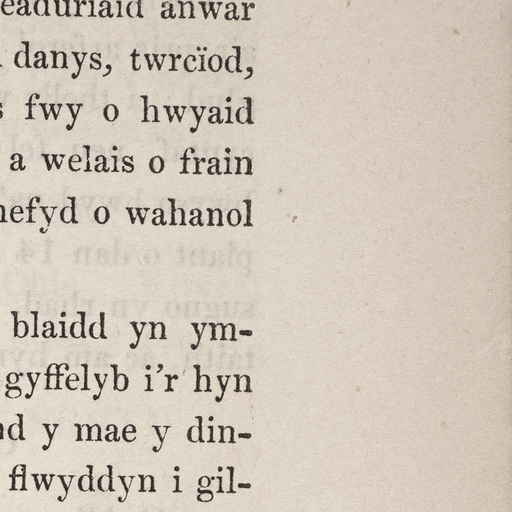 eaduriaid anwar
danys, twrcïod,
fwy o hwyaid
a welais o frain
hefyd o wahanol
blaidd yn ym-
gyffelyb i'r hyn
y mae y din-
flwyddyn i gil-